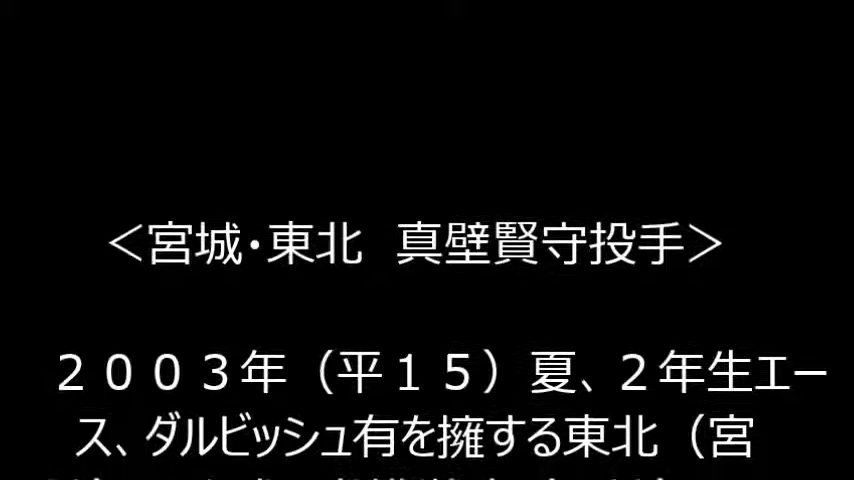 ＜宮城・東北　真壁賢守投手＞
２００３年（平１５）夏、２年生エー
ス、ダルビッシュ有を擁する東北（宮